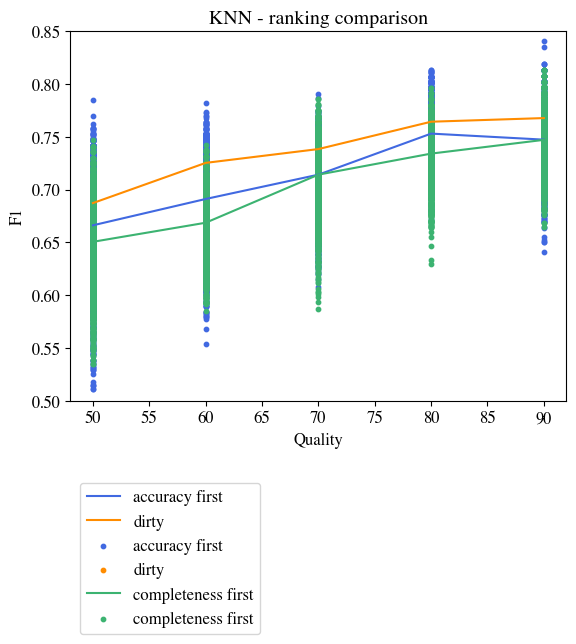 KNN - ranking comparison
0.85
0.80
0.75
0.70
0.65
0.60
0.55
0.50
F1
50 55 60 65 70 75 80 85 90
Quality
accuracy first
dirty
accuracy first
dirty
completeness first
completeness first